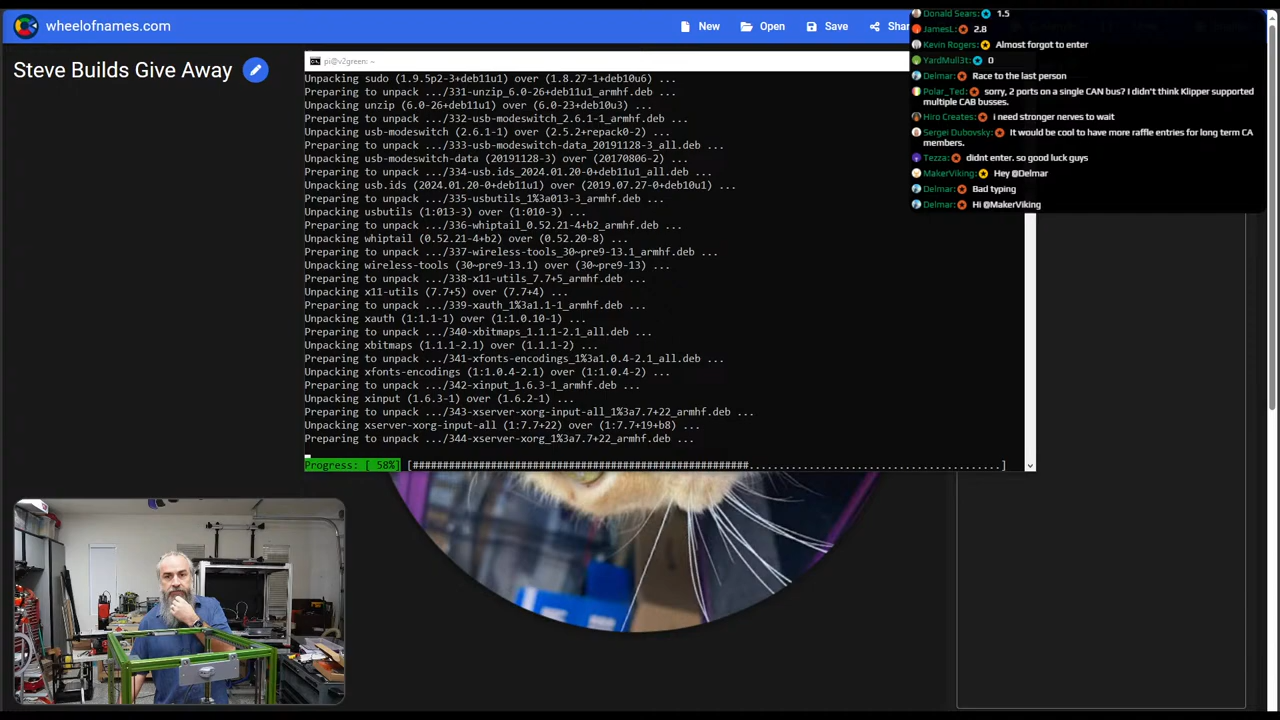 wheelofnames.com
New
Open
Save
Steve Builds Give Away
pi@v2green: ~
Unpacking sudo (1.9.5p2-3+deb11u1) over (1.8.27-1+deb10u6) ...
Preparing to unpack .../331-unzip_6.0-26+deb11u1_armhf.deb ...
Unpacking unzip (6.0-26+deb11u1) over (6.0-23+deb10u3) ...
Preparing to unpack .../332-usb-modeswitch_2.6.1-1_armhf.deb ...
Unpacking usb-modeswitch (2.6.1-1) over (2.5.2+repack0-2) ...
Preparing to unpack .../333-usb-modeswitch-data_20191128-3_all.deb ...
Unpacking usb-modeswitch-data (20191128-3) over (20170806-2) ...
Preparing to unpack .../334-usb.ids_2024.01.20-0+deb11u1_all.deb ...
Unpacking usb.ids (2024.01.20-0+deb11u1) over (2019.07.27-0+deb10u1) ...
Preparing to unpack .../335-usbutils_1%3a013-3_armhf.deb ...
Unpacking usbutils (1:013-3) over (1:010-3) ...
Preparing to unpack .../336-whiptail_0.52.21-4+b2_armhf.deb ...
Unpacking whiptail (0.52.21-4+b2) over (0.52.20-8) ...
Preparing to unpack .../337-wireless-tools_30~pre9-13.1_armhf.deb ...
Unpacking wireless-tools (30~pre9-13.1) over (30~pre9-13) ...
Preparing to unpack .../338-x11-utils_7.7+5_armhf.deb ...
Unpacking x11-utils (7.7+5) over (7.7+4) ...
Preparing to unpack .../339-xauth_1%3a1.1-1_armhf.deb ...
Unpacking xauth (1:1.1-1) over (1:1.0.10-1) ...
Preparing to unpack .../340-xbitmaps_1.1.1-2.1_all.deb ...
Unpacking xbitmaps (1.1.1-2.1) over (1.1.1-2) ...
Preparing to unpack .../341-xfonts-encodings_1%3a1.0.4-2.1_all.deb ...
Unpacking xfonts-encodings (1:1.0.4-2.1) over (1:1.0.4-2) ...
Preparing to unpack .../342-xinput_1.6.3-1_armhf.deb ...
Unpacking xinput (1.6.3-1) over (1.6.2-1) ...
Preparing to unpack .../343-xserver-xorg-input-all_1%3a7.7+22_armhf.deb ...
Unpacking xserver-xorg-input-all (1:7.7+22) over (1:7.7+19+b8) ...
Preparing to unpack .../344-xserver-xorg_1%3a7.7+22_armhf.deb ...
Progress: [ 58%]
Donald Sears: 1.5
JamesL: 2.8
Kevin Rogers: Almost forgot to enter
YardMull3t: 0
Delmar: Race to the last person
Polar_Ted: sorry, 2 ports on a single CAN bus? I didn't think Klipper supported
multiple CAB busses.
Hiro Creates: i need stronger nerves to wait
Sergei Dubovsky: It would be cool to have more raffle entries for long term CA
members.
Tezza: didnt enter. so good luck guys
MakerViking: Hey @Delmar
Delmar: Bad typing
Delmar: Hi @MakerViking